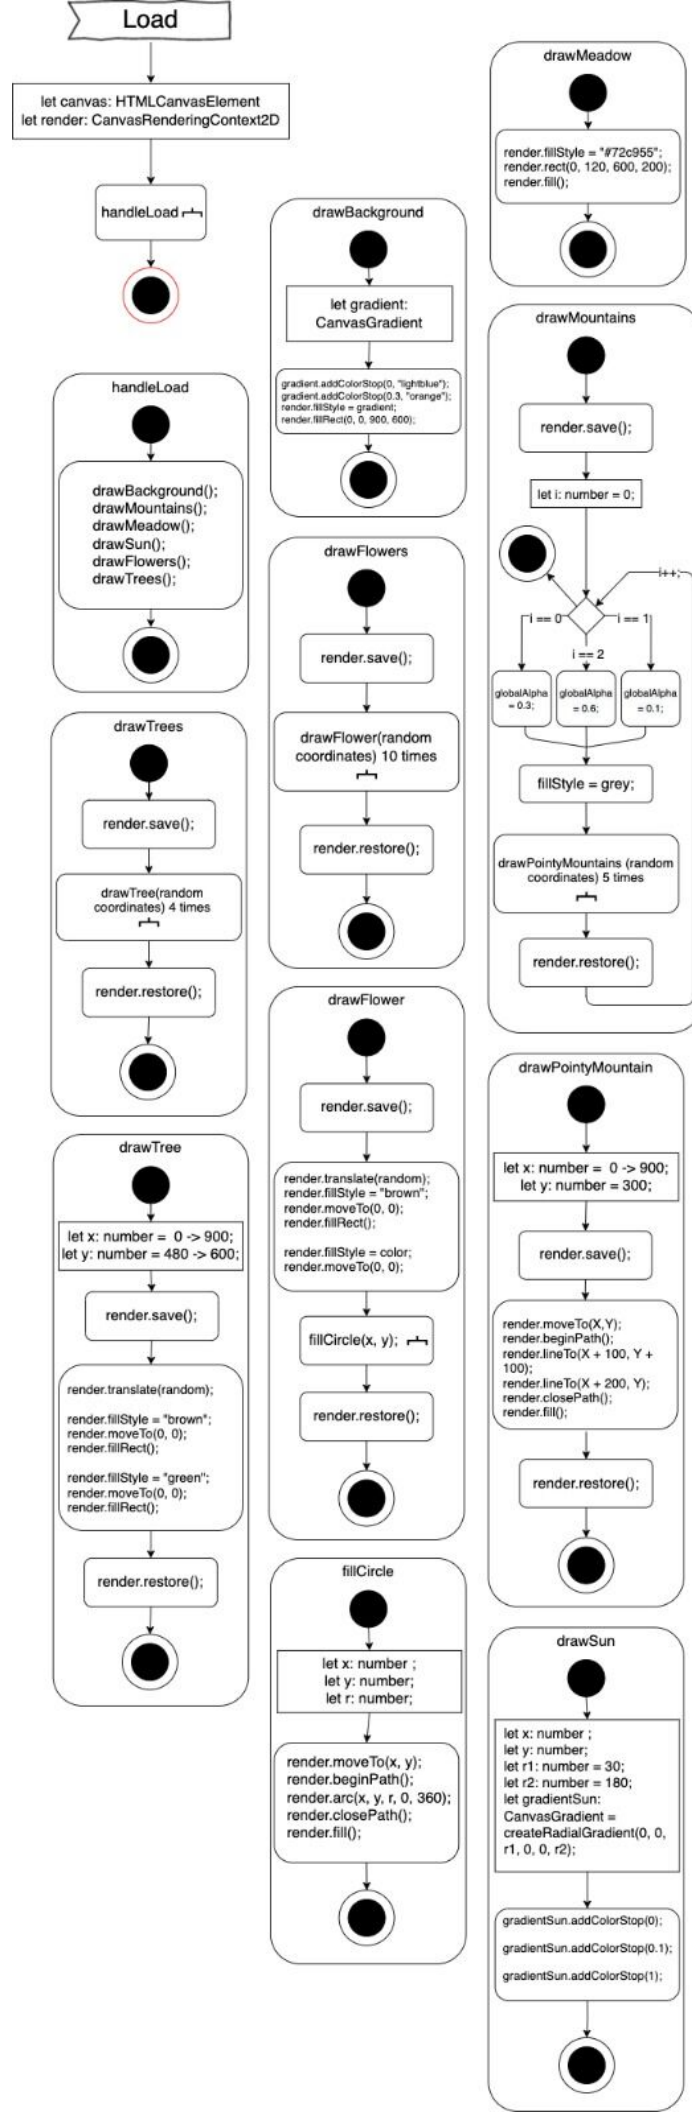 Load
let canvas: HTMLCanvasElement
let render: CanvasRenderingContext2D
handleLoad
handleLoad
drawBackground();
drawMountains();
drawMeadow();
drawSun();
drawFlowers();
drawTrees();
drawTrees
render.save();
drawTree(random
coordinates) 4 times
render.restore();
drawTree
let x: number = 0 -> 900;
let y: number = 480 -> 600;
render.save();
render.translate(random);
render.fillStyle = "brown";
render.moveTo(0, 0);
render.fillRect();
render.fillStyle = "green";
render.moveTo(0, 0);
render.fillRect();
render.restore();
drawBackground
let gradient:
CanvasGradient
gradient.addColorStop(0, "lightblue");
gradient.addColorStop(0.3, "orange");
render.fillStyle = gradient;
render.fillRect(0, 0, 900, 600);
drawFlowers
render.save();
drawFlower(random
coordinates) 10 times
render.restore();
drawFlower
render.save();
render.translate(random);
render.fillStyle = "brown";
render.moveTo(0, 0);
render.fillRect();
render.fillStyle = color;
render.moveTo(0, 0);
fillCircle(x, y);
render.restore();
fillCircle
let x: number ;
let y: number;
let r: number;
render.moveTo(x, y);
render.beginPath();
render.arc(x, y, r, 0, 360);
render.closePath();
render.fill();
drawMeadow
render.fillStyle = "#72c955";
render.rect(0, 120, 600, 200);
render.fill();
drawMountains
render.save();
let i: number = 0;
i++;
i == 0
i == 1
i == 2
globalAlpha
= 0.3;
globalAlpha
= 0.6;
globalAlpha
= 0.1;
fillStyle = grey;
drawPointyMountains (random
coordinates) 5 times
render.restore();
drawPointyMountain
let x: number = 0 -> 900;
let y: number = 300;
render.save();
render.moveTo(X,Y);
render.beginPath();
render.lineTo(X + 100, Y +
100);
render.lineTo(X + 200, Y);
render.closePath();
render.fill();
render.restore();
drawSun
let x: number ;
let y: number;
let r1: number = 30;
let r2: number = 180;
let gradientSun:
CanvasGradient =
createRadialGradient(0, 0,
r1, 0, 0, r2);
gradientSun.addColorStop(0);
gradientSun.addColorStop(0.1);
gradientSun.addColorStop(1);